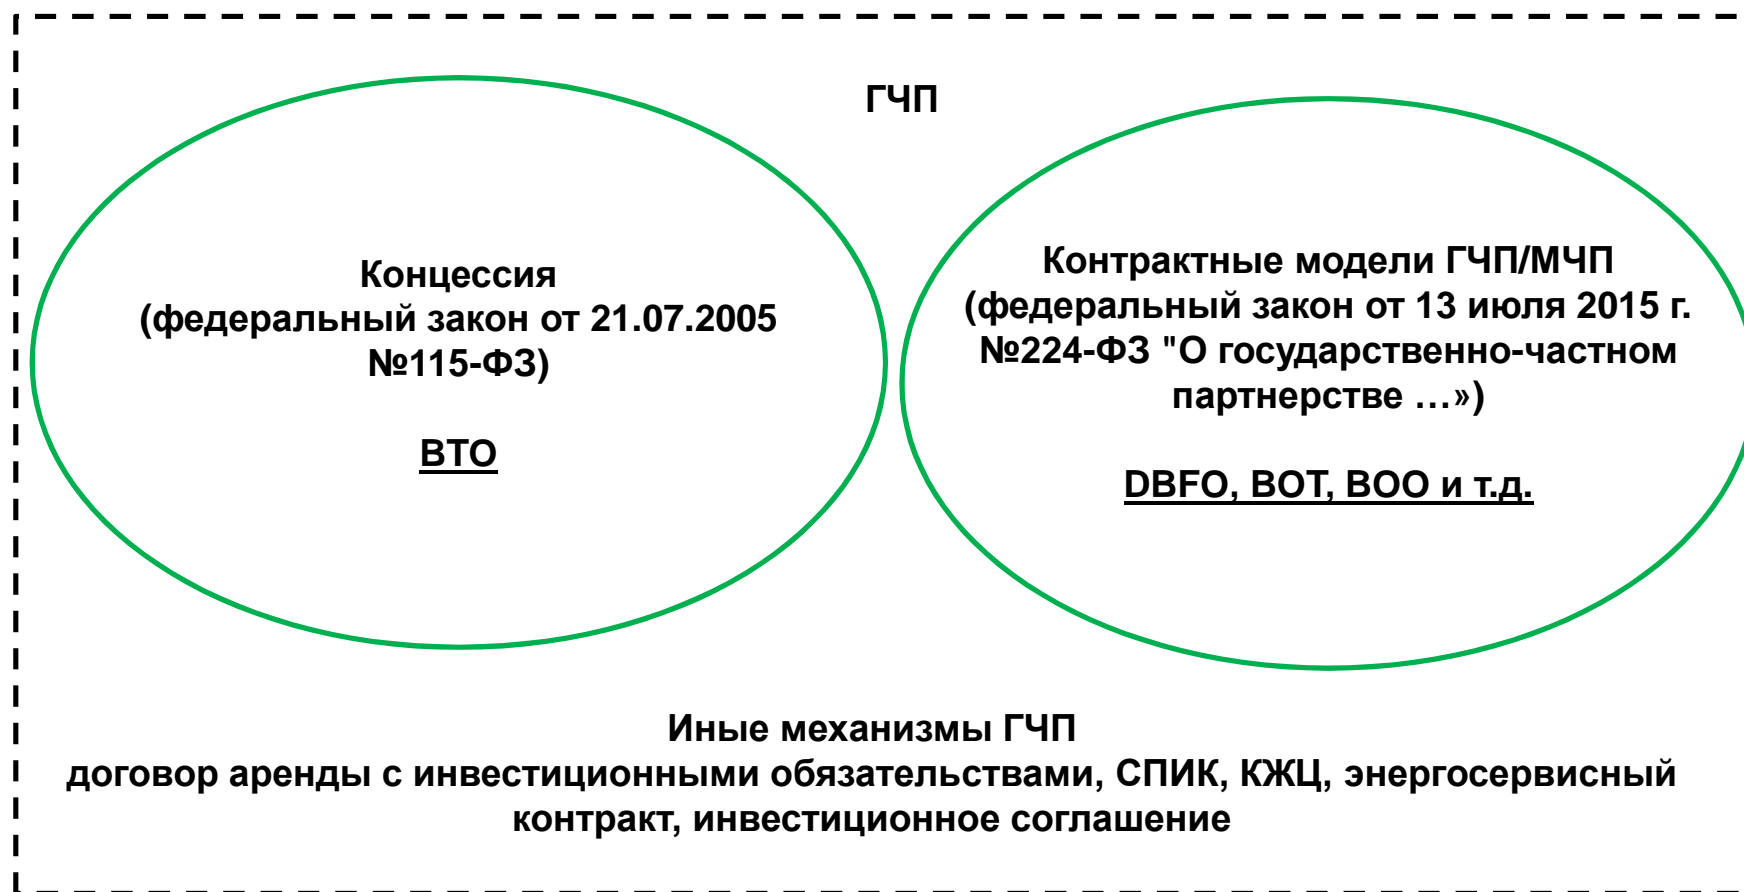 ГЧП
Концессия
(федеральный закон от 21.07.2005
№115-ФЗ)
ВТО
Контрактные модели ГЧП/МЧП
(федеральный закон от 13 июля 2015 г.
№224-ФЗ "О государственно-частном
партнерстве …»)
DBFO, BOT, BOO и т.д.
Иные механизмы ГЧП
договор аренды с инвестиционными обязательствами, СПИК, КЖЦ, энергосервисный
контракт, инвестиционное соглашение